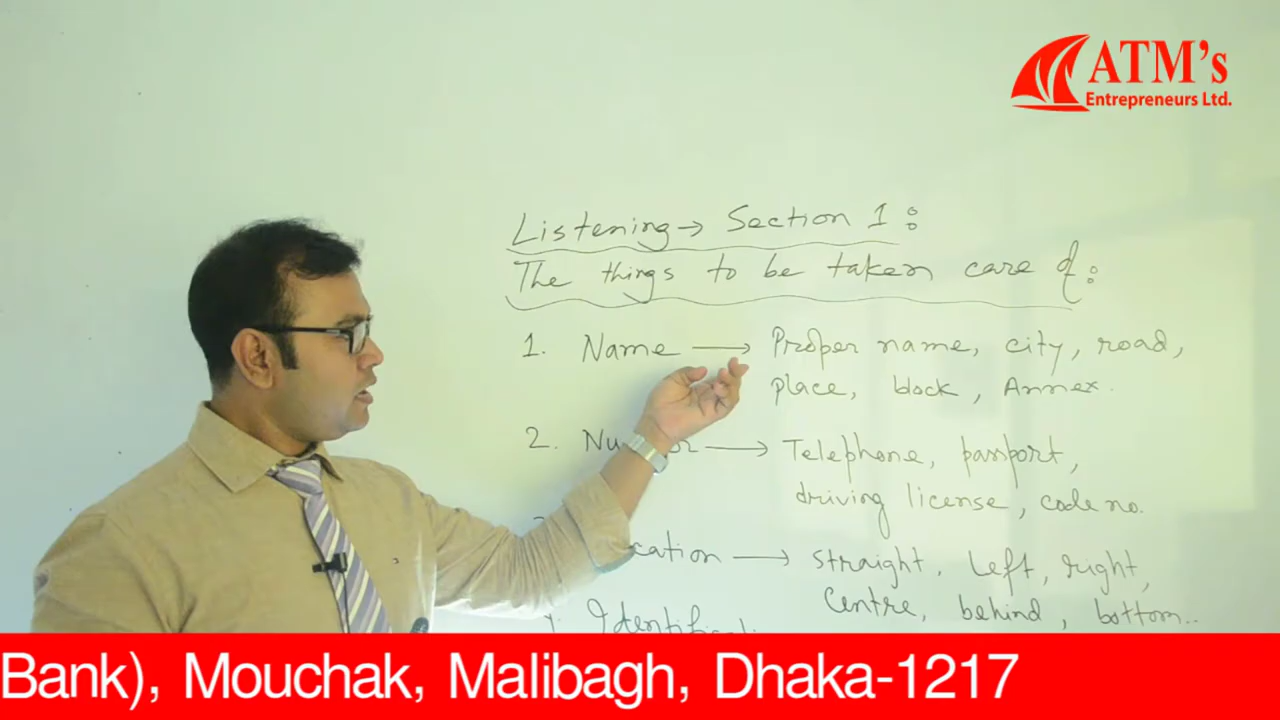 ATM's
Entrepreneurs Ltd.
Listening → Section 1 :
The things to be taken care of :
1. Name → Proper name, city, road,
place, block, Annex.
2. → Telephone, passport,
driving license, code no.
cation → straight, left, right,
Centre, behind, bottom..
Bank), Mouchak, Malibagh, Dhaka-1217